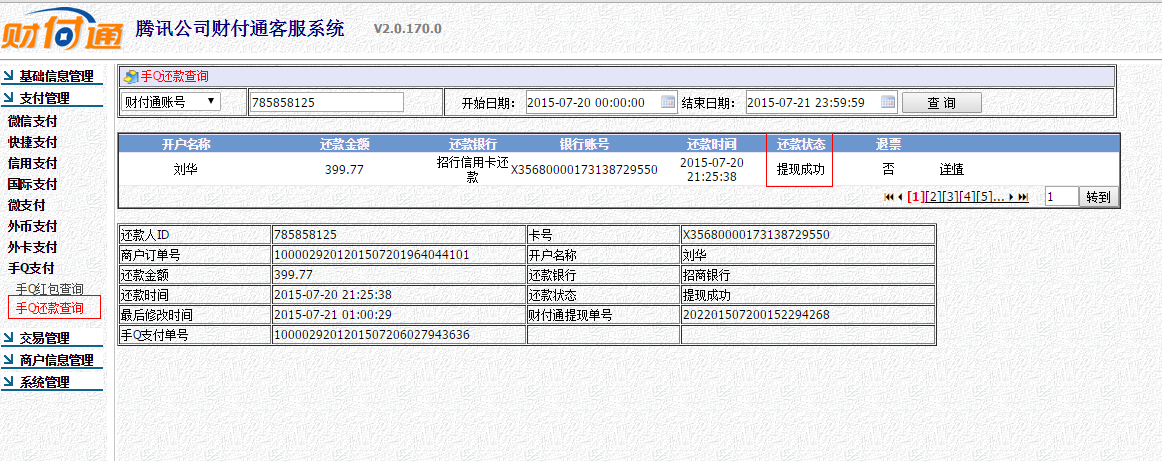 财付通 腾讯公司财付通客服系统 V2.0.170.0
基础信息管理
支付管理
微信支付
快捷支付
信用支付
国际支付
微支付
外币支付
外卡支付
手Q支付
手Q红包查询
手Q还款查询
交易管理
商户信息管理
系统管理
手Q还款查询
财付通账号 785858125 开始日期： 2015-07-20 00:00:00 结束日期： 2015-07-21 23:59:59 查 询
开户名称 还款金额 还款银行 银行账号 还款时间 还款状态 退票
刘华 399.77 招行信用卡还款 X35680000173138729550 2015-07-20 21:25:38 提现成功 否 详值
[1][2][3][4][5]... 1 转到
还款人ID 785858125 卡号 X35680000173138729550
商户订单号 1000029201201507201964044101 开户名称 刘华
还款金额 399.77 还款银行 招商银行
还款时间 2015-07-20 21:25:38 还款状态 提现成功
最后修改时间 2015-07-21 01:00:29 财付通提现单号 202201507200152294268
手Q支付单号 1000029201201507206027943636